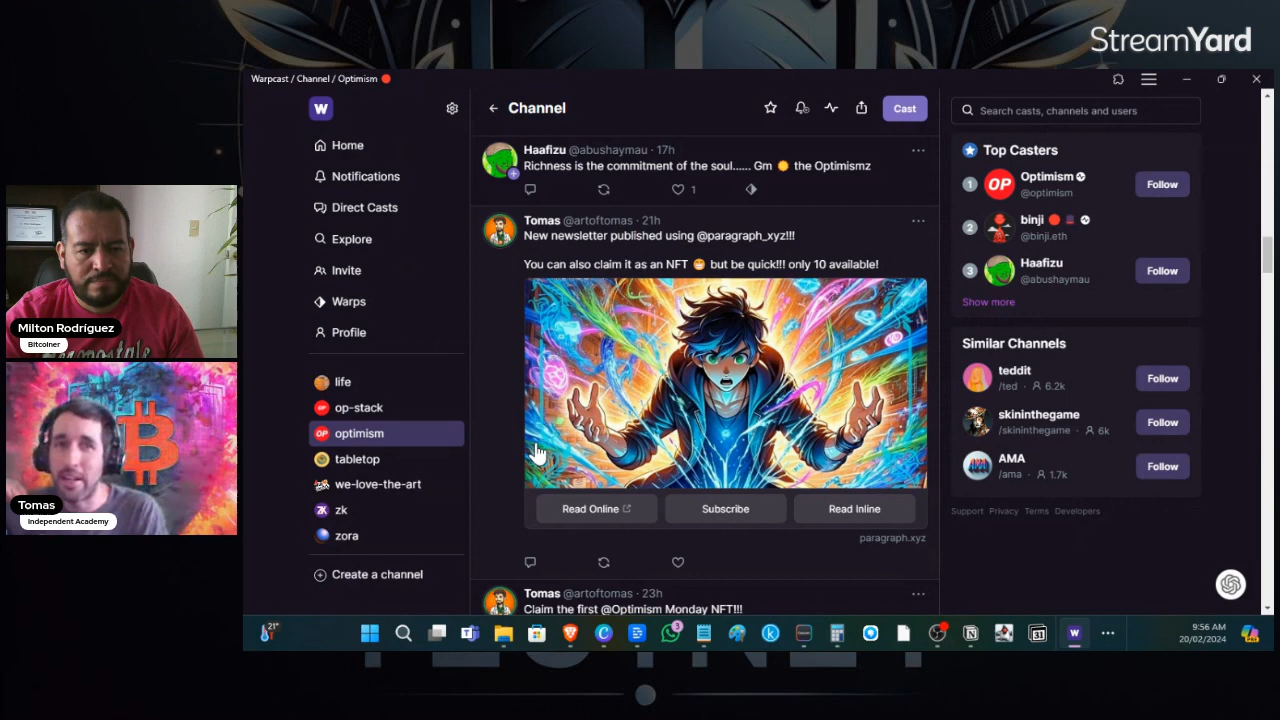 StreamYard
Warpcast / Channel / Optimism
W
Channel
Cast
Search casts, channels and users
Home
Notifications
Direct Casts
Explore
Invite
Warps
Profile
life
op-stack
optimism
tabletop
we-love-the-art
zk
zora
Create a channel
Haafizu @abushaymau · 17h
Richness is the commitment of the soul...... Gm the Optimismz
1
Tomas @artoftomas · 21h
New newsletter published using @paragraph_xyz!!!
You can also claim it as an NFT but be quick!!! only 10 available!
Read Online
Subscribe
Read Inline
paragraph.xyz
Tomas @artoftomas · 23h
Claim the first @Optimism Monday NFT!!!
Top Casters
1 OP Optimism Follow
@optimism
2 binji Follow
@binji.eth
3 Haafizu Follow
@abushaymau
Show more
Similar Channels
teddit Follow
/ted · 6.2k
skininthegame Follow
/skininthegame · 6k
AMA Follow
/ama · 1.7k
Support Privacy Terms Developers
Milton Rodríguez
Bitcoiner
Tomas
Independent Academy
21°
3
31
W
9:56 AM
20/02/2024